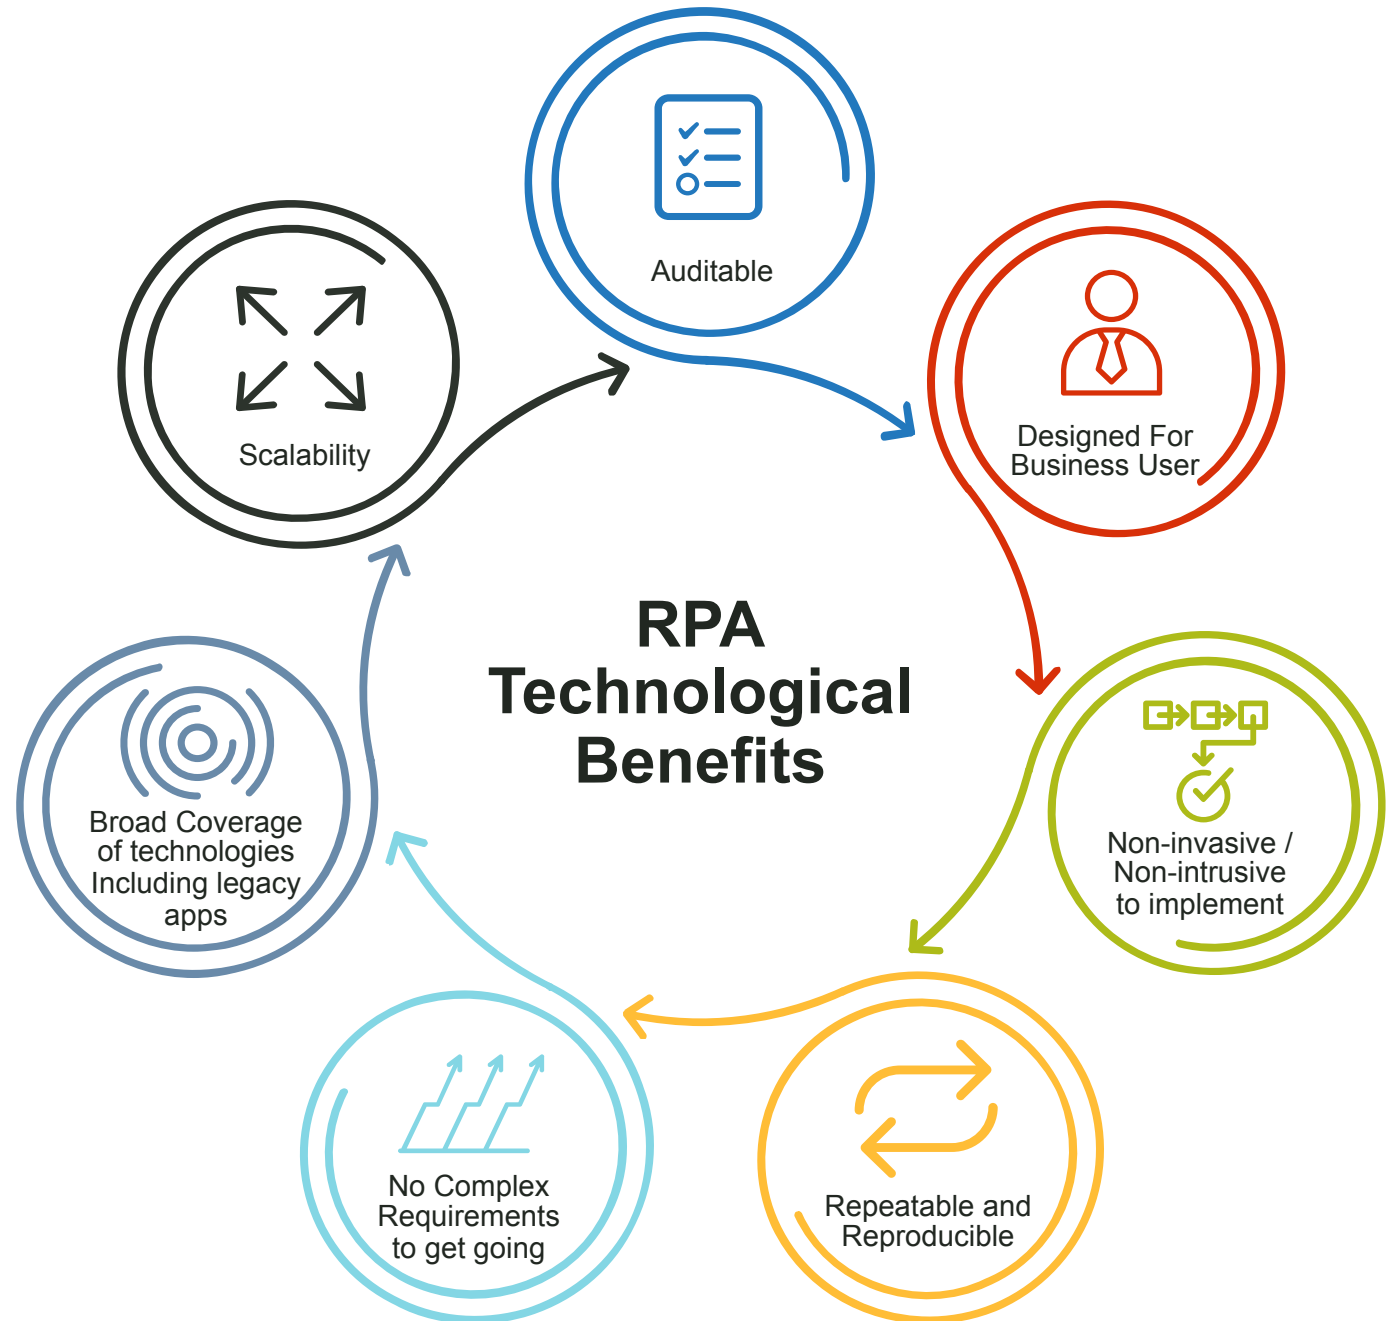 RPA
Technological
Benefits
Auditable
Designed For
Business User
Non-invasive /
Non-intrusive
to implement
Repeatable and
Reproducible
No Complex
Requirements
to get going
Broad Coverage
of technologies
Including legacy
apps
Scalability